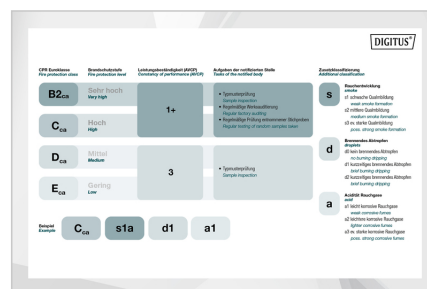 DIGITUS®
CPR Euroklasse
Fire protection class
Brandschutzstufe
Fire protection level
Leistungsbeständigkeit (AVCP)
Constancy of performance (AVCP)
Aufgaben der notifizierten Stelle
Tasks of the notified body
Zusatzklassifizierung
Additional classification
B2ca
Sehr hoch
Very high
Cca
Hoch
High
1+
• Typmusterprüfung
Sample inspection
• Regelmäßige Werksauditierung
Regular factory auditing
• Regelmäßige Prüfung entnommener Stichproben
Regular testing of random samples taken
Dca
Mittel
Medium
Eca
Gering
Low
3
• Typmusterprüfung
Sample inspection
s
Rauchentwicklung
smoke
s1 schwache Qualmbildung
weak smoke formation
s2 mittlere Qualmbildung
medium smoke formation
s3 ev. starke Qualmbildung
poss. strong smoke formation
d
Brennendes Abtropfen
droplets
d0 kein brennendes Abtropfen
no burning dripping
d1 kurzzeitiges brennendes Abtropfen
brief burning dripping
d2 kurzzeitiges brennendes Abtropfen
brief burning dripping
a
Acidität Rauchgase
acid
a1 leicht korrosive Rauchgase
weak corrosive fumes
a2 leichtere korrosive Rauchgase
lighter corrosive fumes
a3 ev. starke korrosive Rauchgase
poss. strong corrosive fumes
Beispiel
Example
Cca
s1a
d1
a1